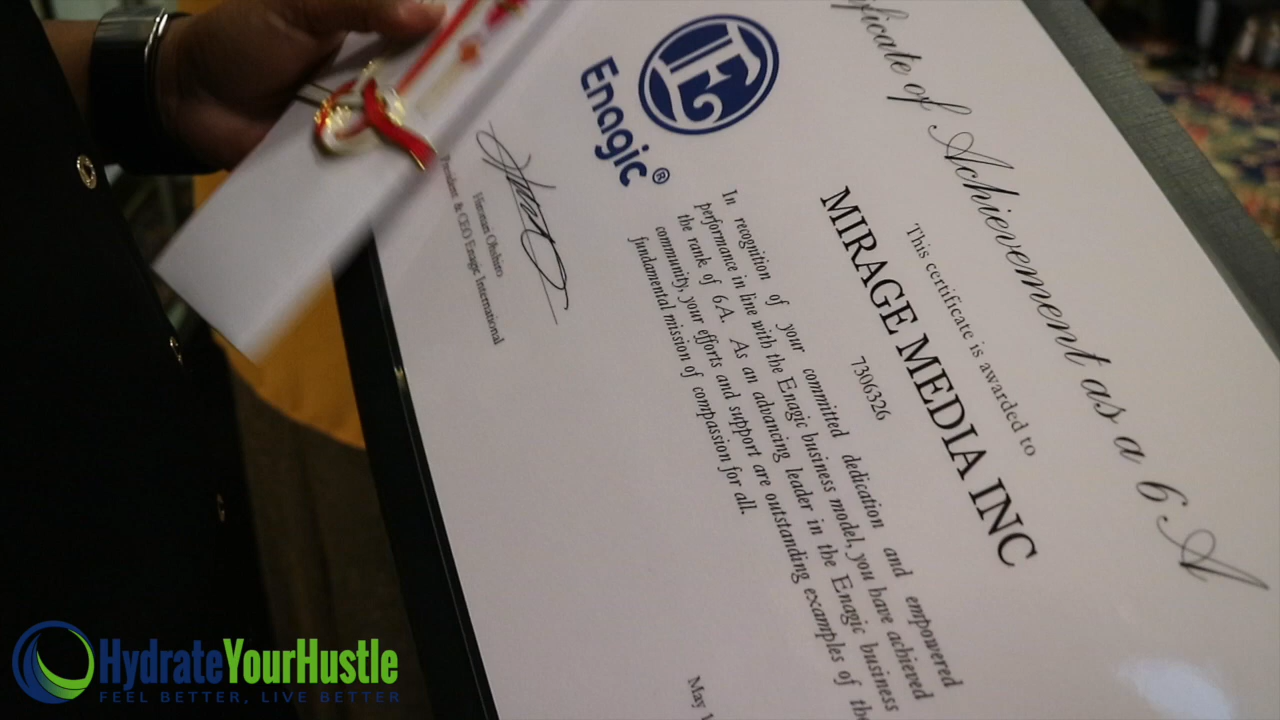 ificate of Achievement as a 6A
This certificate is awarded to
MIRAGE MEDIA INC
7306326
In recognition of your committed dedication and empowered
performance in line with the Enagic business model, you have achieved
the rank of 6A. As an advancing leader in the Enagic business
community, your efforts and support are outstanding examples of the
fundamental mission of compassion for all.
May
Enagic®
Hironari Ohshiro
President & CEO Enagic International
HydrateYourHustle
FEEL BETTER, LIVE BETTER